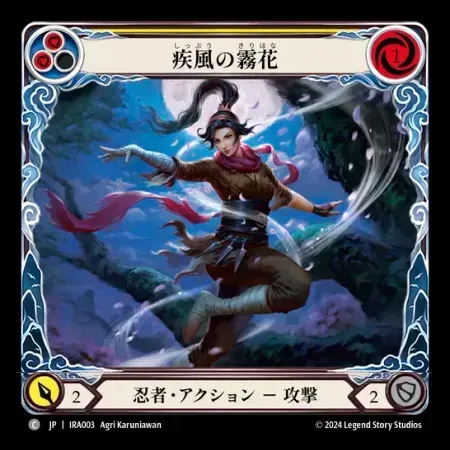 しっぷう きりはな
疾風の霧花
1
2
忍者・アクション － 攻撃
2
C JP | IRA003 Agri Karuniawan
© 2024 Legend Story Studios